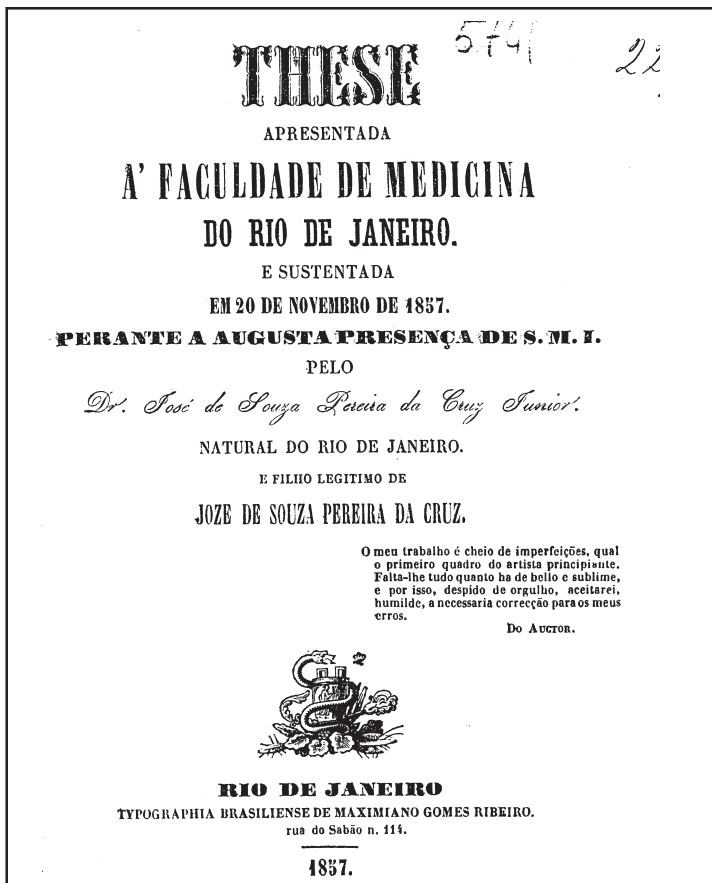 574
22
THESE
APRESENTADA
A' FACULDADE DE MEDICINA
DO RIO DE JANEIRO.
E SUSTENTADA
EM 20 DE NOVEMBRO DE 1857.
PERANTE A AUGUSTA PRESENÇA DE S. M. I.
PELO
Dr. José de Souza Pereira da Cruz Junior.
NATURAL DO RIO DE JANEIRO.
E FILHO LEGITIMO DE
JOZE DE SOUZA PEREIRA DA CRUZ.
O meu trabalho é cheio de imperfeições, qual
o primeiro quadro do artista principiante.
Falta-lhe tudo quanto ha de bello e sublime,
e por isso, despido de orgulho, aceitarei,
humilde, a necessaria correcção para os meus
erros.
DO AUCTOR.
RIO DE JANEIRO
TYPOGRAPHIA BRASILIENSE DE MAXIMIANO GOMES RIBEIRO.
rua do Sabão n. 114.
1857.